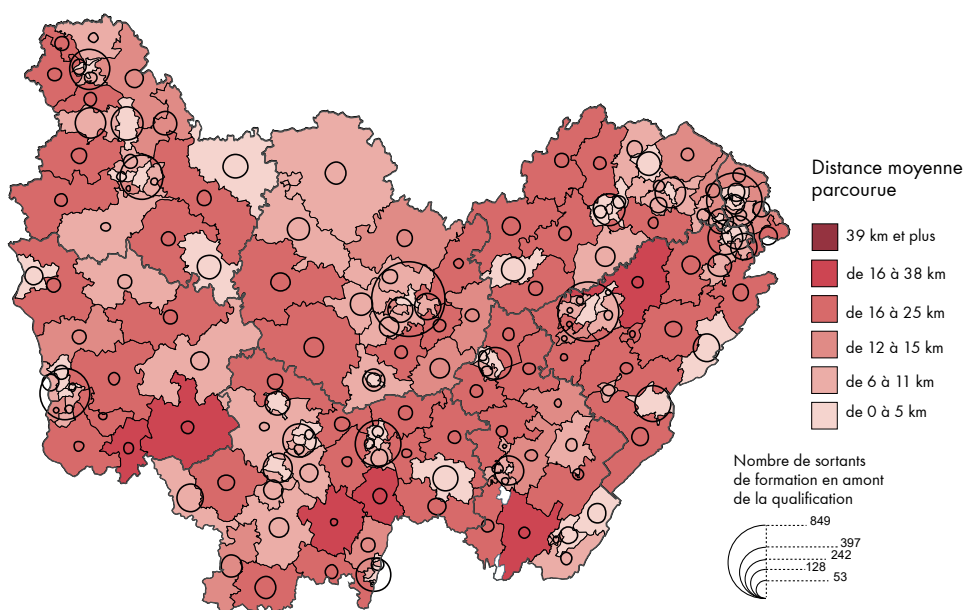 Distance moyenne
parcourue
39 km et plus
de 16 à 38 km
de 16 à 25 km
de 12 à 15 km
de 6 à 11 km
de 0 à 5 km
Nombre de sortants
de formation en amont
de la qualification
849
397
242
128
53